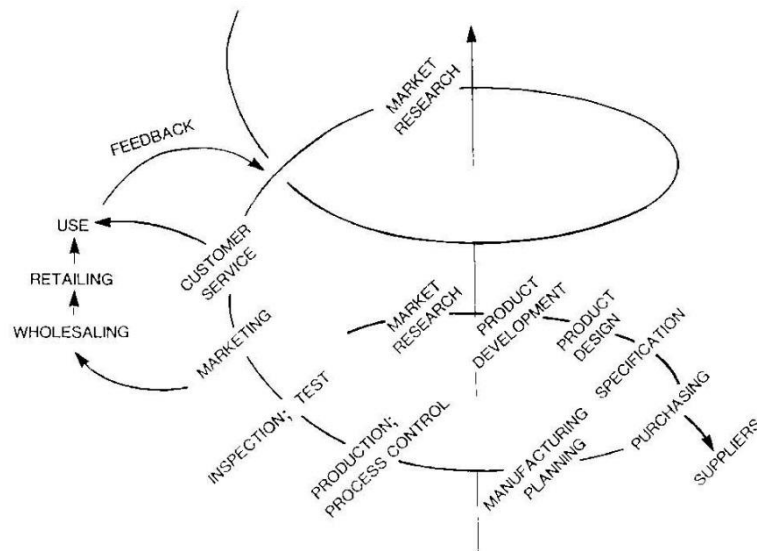 MARKET
RESEARCH
FEEDBACK
USE
RETAILING
WHOLESALING
CUSTOMER
SERVICE
MARKETING
INSPECTION; TEST
PRODUCTION;
PROCESS CONTROL
MARKET
RESEARCH
PRODUCT
DEVELOPMENT
PRODUCT
DESIGN
SPECIFICATION
PURCHASING
SUPPLIERS
MANUFACTURING
PLANNING